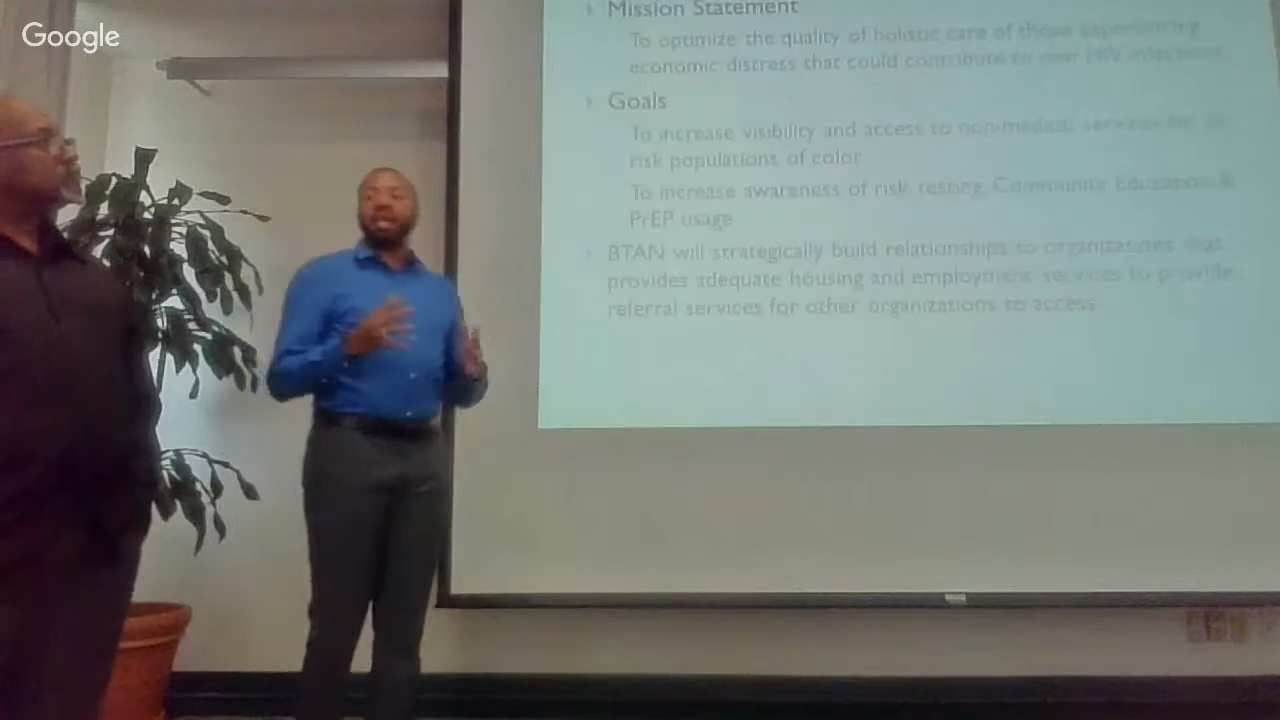 Google
Mission Statement
To optimize the quality of holistic care of those experiencing
economic distress that could contribute to new HIV infections
Goals
To increase visibility and access to non-medical services for
risk populations of color
To increase awareness of risk testing, Community Education &
PrEP usage
BTAN will strategically build relationships to organizations that
provides adequate housing and employment services to provide
referral services for other organizations to access